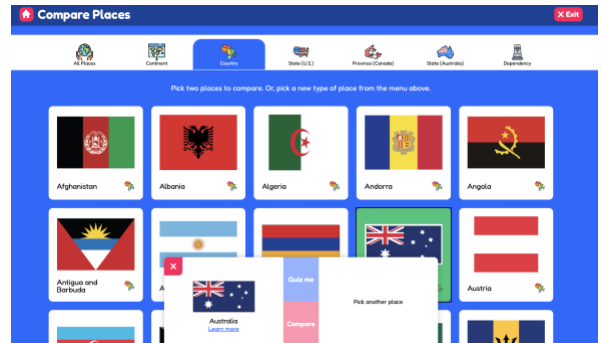 Compare Places
X Exit
All Places
Continent
Country
State (U.S.)
Province (Canada)
State (Australia)
Dependency
Pick two places to compare. Or, pick a new type of place from the menu above.
Afghanistan
Albania
Algeria
Andorra
Angola
Antigua and
Barbuda
A
Austria
X
Australia
Learn more
Quiz me
Compare
Pick another place